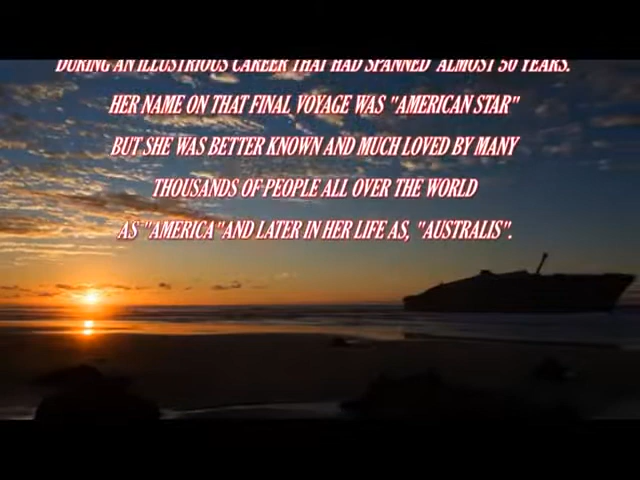 DURING AN ILLUSTRIOUS CAREER THAT HAD SPANNED ALMOST 50 YEARS.
HER NAME ON THAT FINAL VOYAGE WAS "AMERICAN STAR"
BUT SHE WAS BETTER KNOWN AND MUCH LOVED BY MANY
THOUSANDS OF PEOPLE ALL OVER THE WORLD
AS "AMERICA"AND LATER IN HER LIFE AS, "AUSTRALIS".